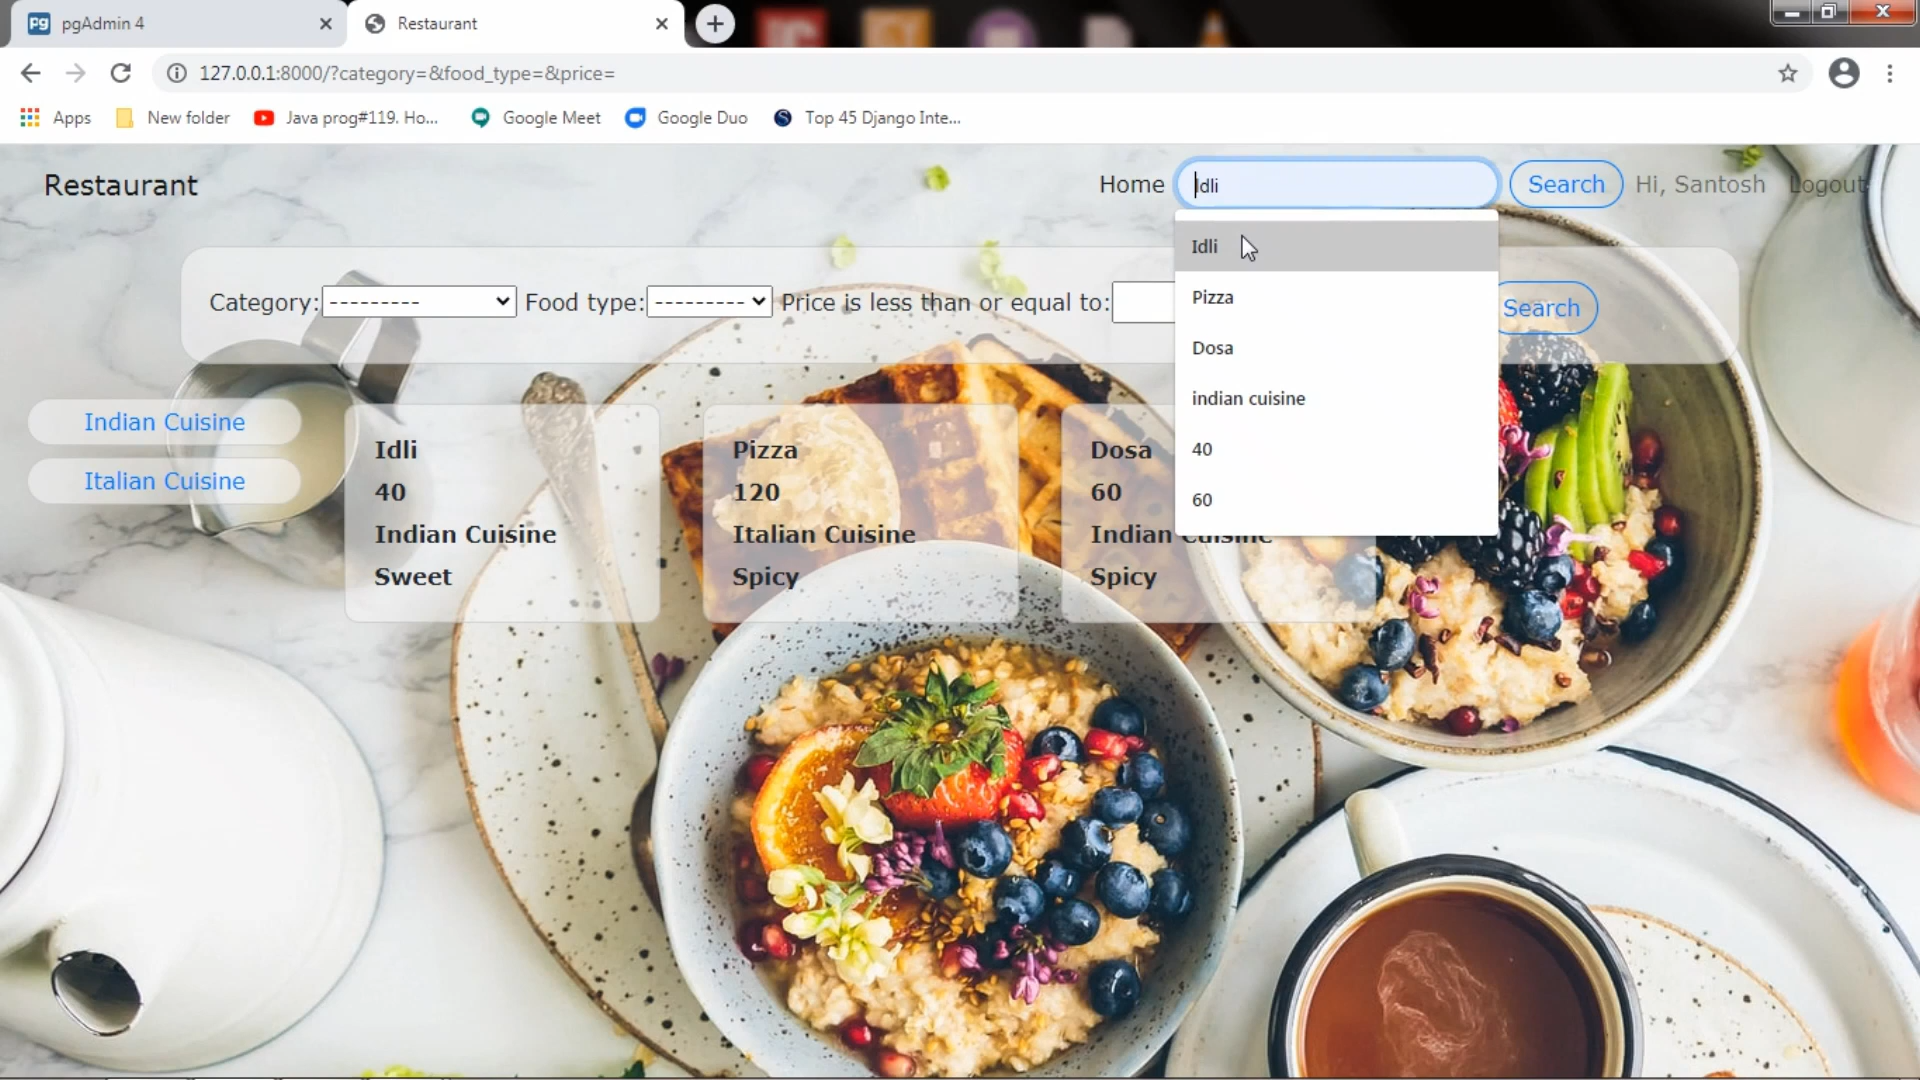 pgAdmin 4
Restaurant
127.0.0.1:8000/?category=&food_type=&price=
Apps
New folder
Java prog#119. Ho...
Google Meet
Google Duo
Top 45 Django Inte...
Restaurant
Home
Idli
Search
Hi, Santosh
Logout
Idli
Pizza
Dosa
indian cuisine
40
60
Category: ---------
Food type: ---------
Price is less than or equal to:
Search
Indian Cuisine
Italian Cuisine
Idli
40
Indian Cuisine
Sweet
Pizza
120
Italian Cuisine
Spicy
Dosa
60
Indian Cuisine
Spicy